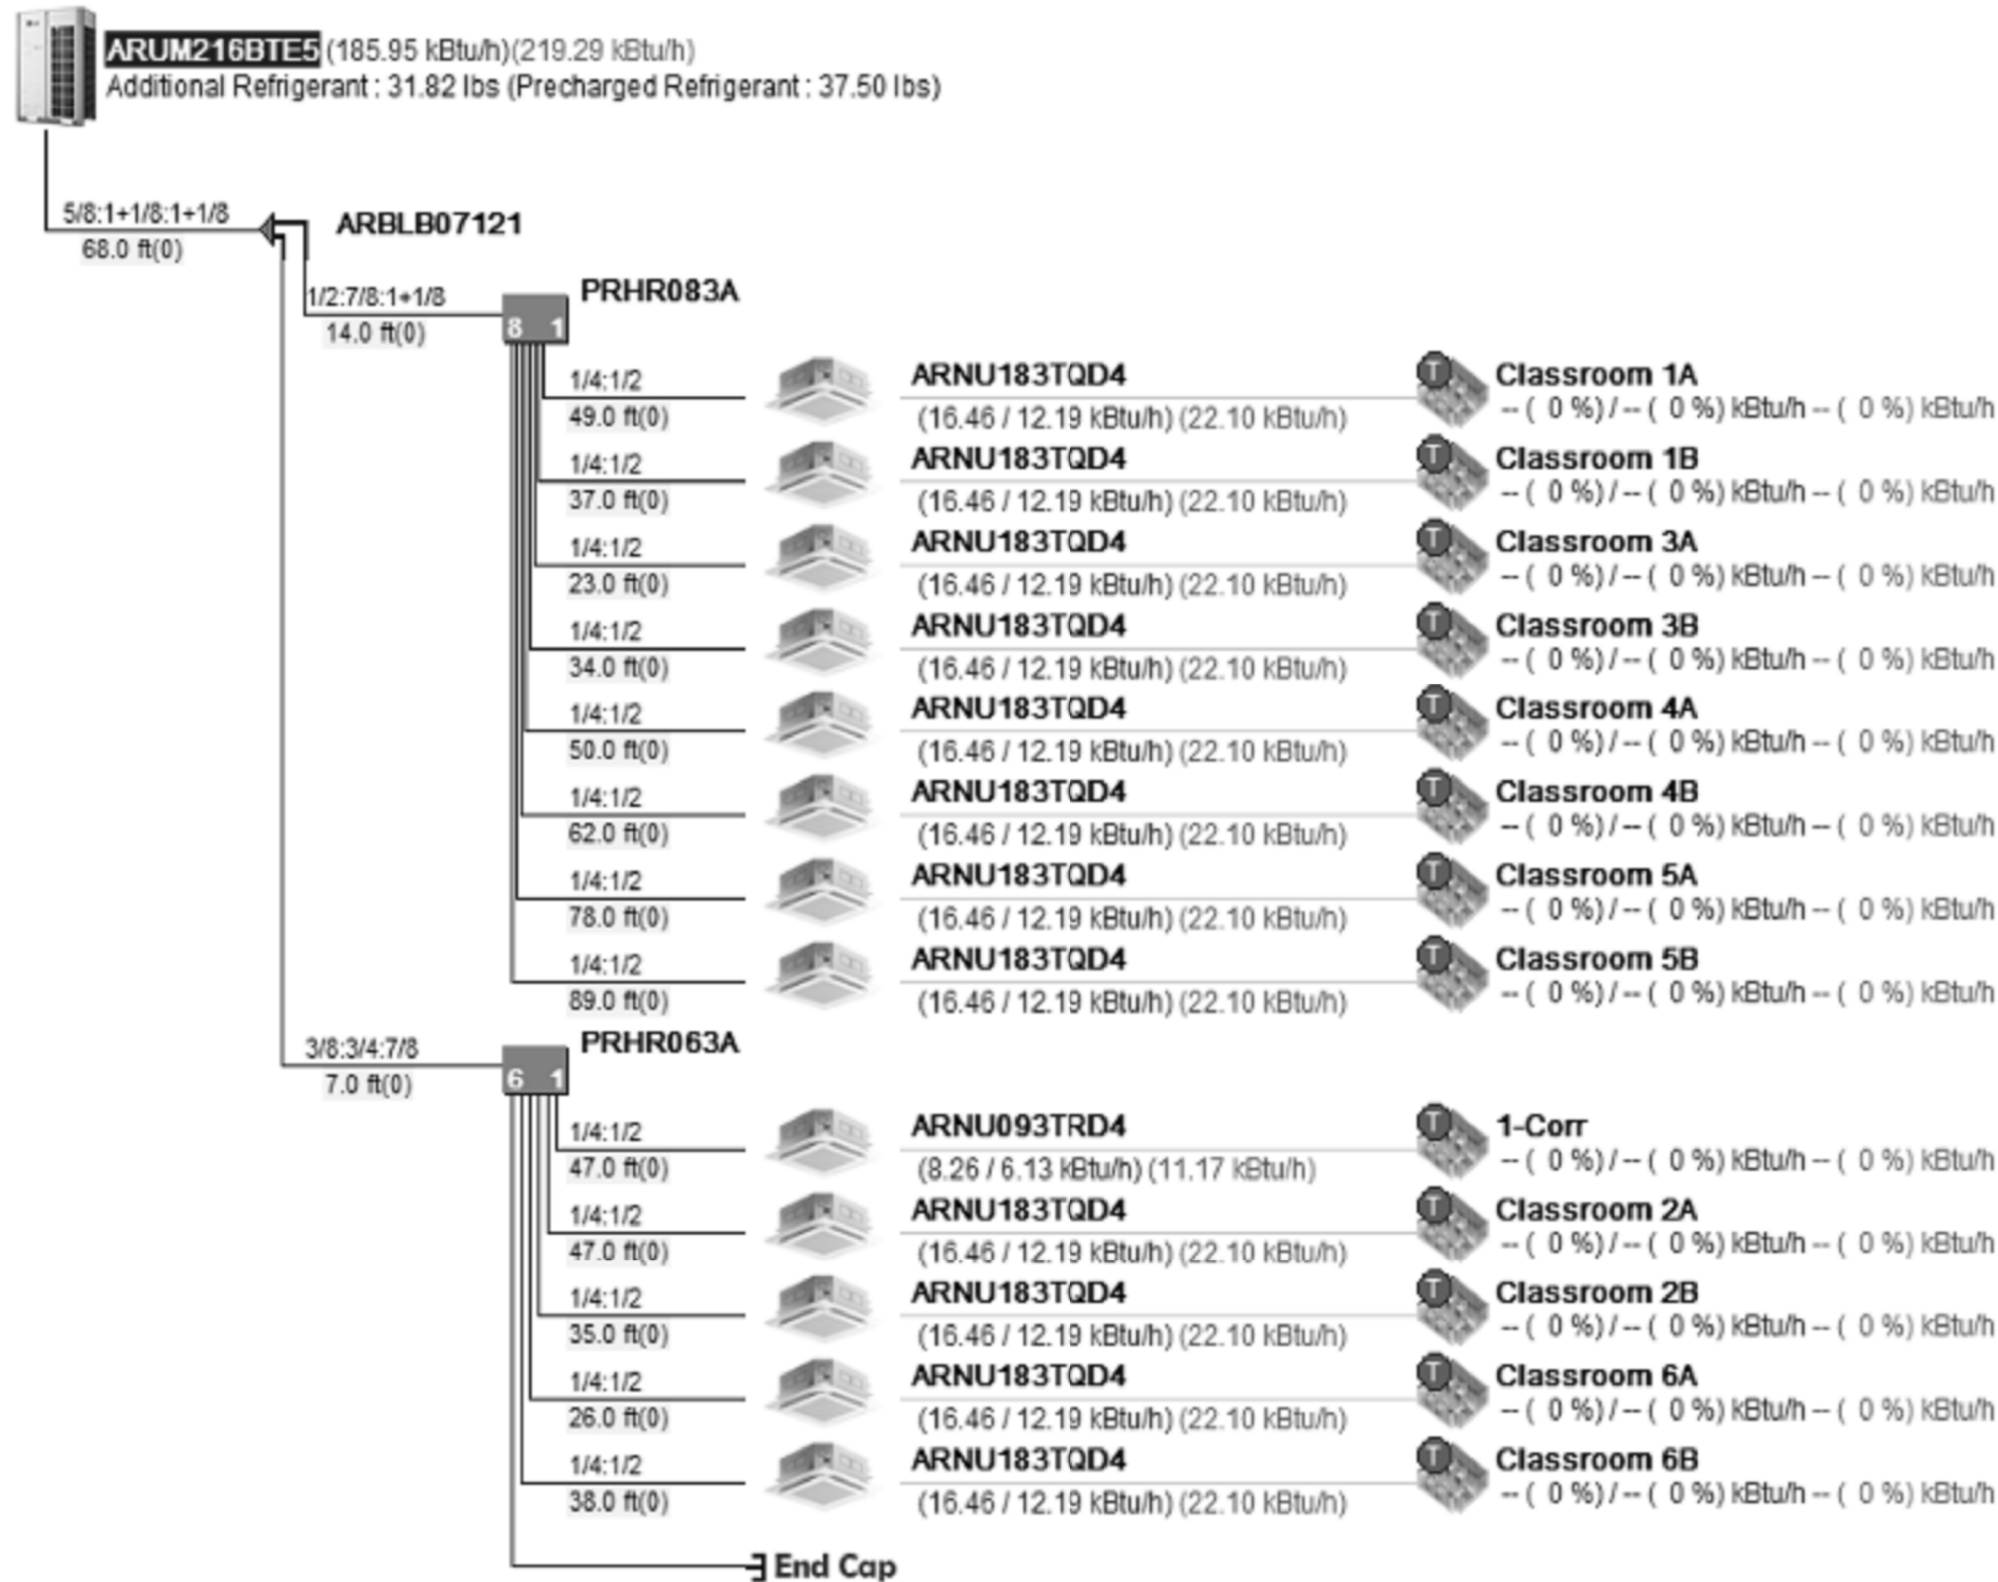 ARUM216BTE5 (185.95 kBtu/h)(219.29 kBtu/h)
Additional Refrigerant : 31.82 lbs (Precharged Refrigerant : 37.50 lbs)
5/8:1+1/8:1+1/8
68.0 ft(0)
ARBLB07121
1/2:7/8:1+1/8
14.0 ft(0)
PRHR083A
8 1
1/4:1/2
49.0 ft(0)
ARNU183TQD4
(16.46 / 12.19 kBtu/h) (22.10 kBtu/h)
T
Classroom 1A
-- ( 0 %) / -- ( 0 %) kBtu/h -- ( 0 %) kBtu/h
1/4:1/2
37.0 ft(0)
ARNU183TQD4
(16.46 / 12.19 kBtu/h) (22.10 kBtu/h)
T
Classroom 1B
-- ( 0 %) / -- ( 0 %) kBtu/h -- ( 0 %) kBtu/h
1/4:1/2
23.0 ft(0)
ARNU183TQD4
(16.46 / 12.19 kBtu/h) (22.10 kBtu/h)
T
Classroom 3A
-- ( 0 %) / -- ( 0 %) kBtu/h -- ( 0 %) kBtu/h
1/4:1/2
34.0 ft(0)
ARNU183TQD4
(16.46 / 12.19 kBtu/h) (22.10 kBtu/h)
T
Classroom 3B
-- ( 0 %) / -- ( 0 %) kBtu/h -- ( 0 %) kBtu/h
1/4:1/2
50.0 ft(0)
ARNU183TQD4
(16.46 / 12.19 kBtu/h) (22.10 kBtu/h)
T
Classroom 4A
-- ( 0 %) / -- ( 0 %) kBtu/h -- ( 0 %) kBtu/h
1/4:1/2
62.0 ft(0)
ARNU183TQD4
(16.46 / 12.19 kBtu/h) (22.10 kBtu/h)
T
Classroom 4B
-- ( 0 %) / -- ( 0 %) kBtu/h -- ( 0 %) kBtu/h
1/4:1/2
78.0 ft(0)
ARNU183TQD4
(16.46 / 12.19 kBtu/h) (22.10 kBtu/h)
T
Classroom 5A
-- ( 0 %) / -- ( 0 %) kBtu/h -- ( 0 %) kBtu/h
1/4:1/2
89.0 ft(0)
ARNU183TQD4
(16.46 / 12.19 kBtu/h) (22.10 kBtu/h)
T
Classroom 5B
-- ( 0 %) / -- ( 0 %) kBtu/h -- ( 0 %) kBtu/h
3/8:3/4:7/8
7.0 ft(0)
PRHR063A
6 1
1/4:1/2
47.0 ft(0)
ARNU093TRD4
(8.26 / 6.13 kBtu/h) (11.17 kBtu/h)
T
1-Corr
-- ( 0 %) / -- ( 0 %) kBtu/h -- ( 0 %) kBtu/h
1/4:1/2
47.0 ft(0)
ARNU183TQD4
(16.46 / 12.19 kBtu/h) (22.10 kBtu/h)
T
Classroom 2A
-- ( 0 %) / -- ( 0 %) kBtu/h -- ( 0 %) kBtu/h
1/4:1/2
35.0 ft(0)
ARNU183TQD4
(16.46 / 12.19 kBtu/h) (22.10 kBtu/h)
T
Classroom 2B
-- ( 0 %) / -- ( 0 %) kBtu/h -- ( 0 %) kBtu/h
1/4:1/2
26.0 ft(0)
ARNU183TQD4
(16.46 / 12.19 kBtu/h) (22.10 kBtu/h)
T
Classroom 6A
-- ( 0 %) / -- ( 0 %) kBtu/h -- ( 0 %) kBtu/h
1/4:1/2
38.0 ft(0)
ARNU183TQD4
(16.46 / 12.19 kBtu/h) (22.10 kBtu/h)
T
Classroom 6B
-- ( 0 %) / -- ( 0 %) kBtu/h -- ( 0 %) kBtu/h
End Cap